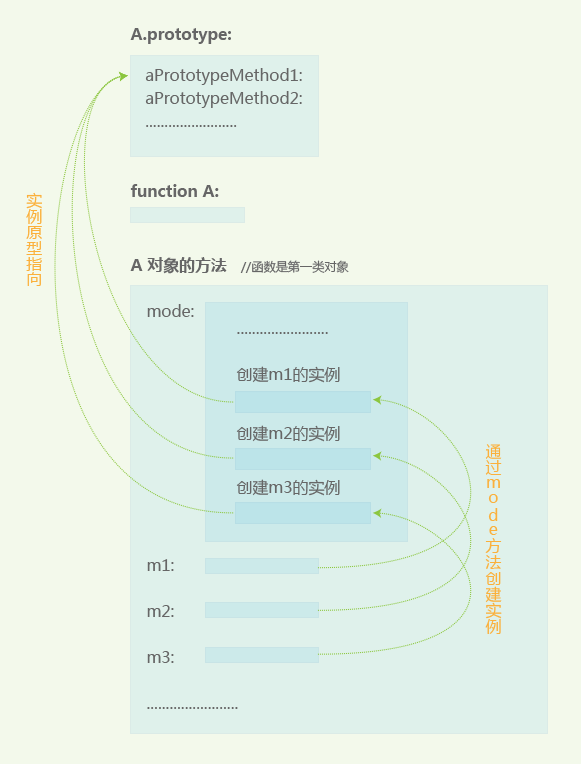 A.prototype:
aPrototypeMethod1:
aPrototypeMethod2:
........................
function A:
实例原型指向
A 对象的方法 //函数是第一类对象
mode:
........................
创建m1的实例
创建m2的实例
创建m3的实例
通过mode方法创建实例
m1:
m2:
m3:
........................